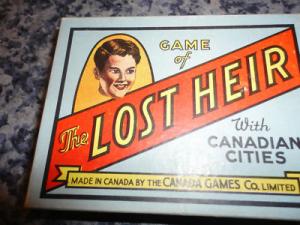 GAME
of
The LOST HEIR
With
CANADIAN
CITIES
MADE IN CANADA BY THE CANADA GAMES CO. LIMITED